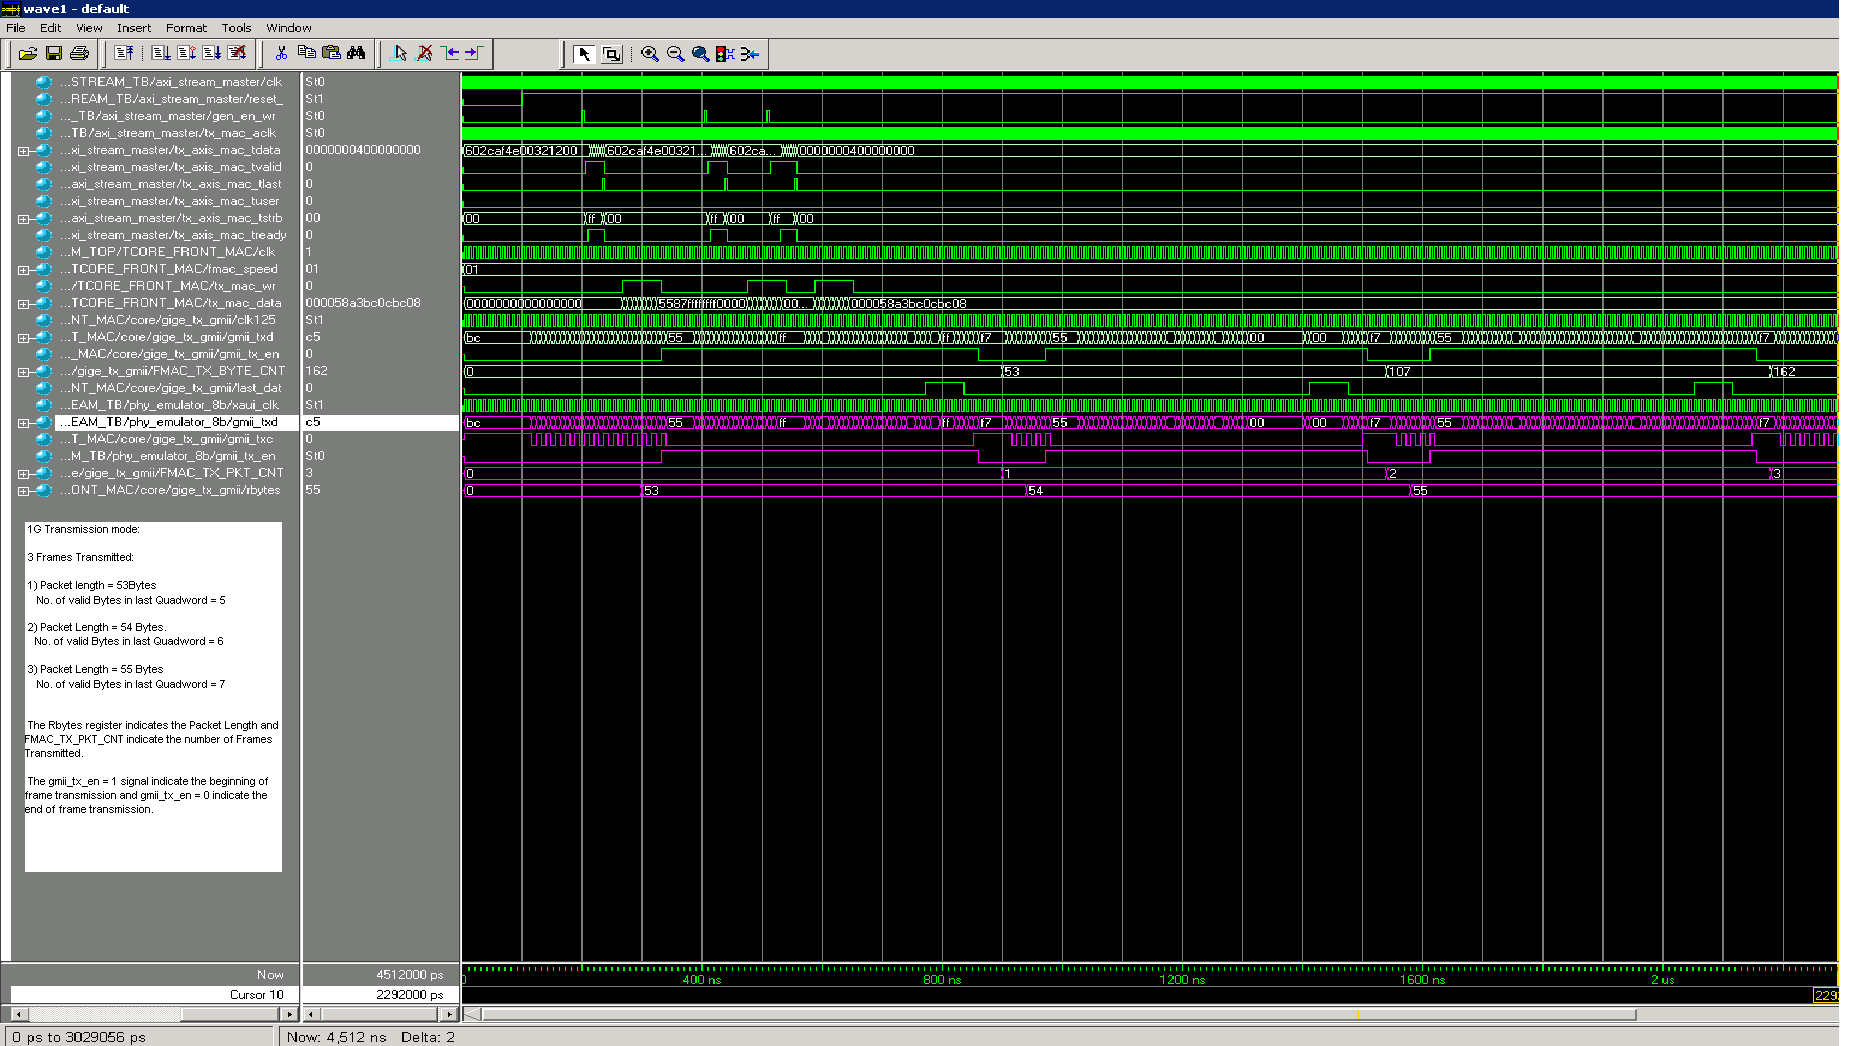 wave1 - default
File Edit View Insert Format Tools Window
...STREAM_TB/axi_stream_master/clk St0
...REAM_TB/axi_stream_master/reset_ St1
..._TB/axi_stream_master/gen_en_wr St0
...TB/axi_stream_master/tx_mac_aclk St0
...xi_stream_master/tx_axis_mac_tdata 0000000400000000 602caf4e00321200 602caf4e00321... 602ca... 0000000400000000
...xi_stream_master/tx_axis_mac_tvalid 0
...axi_stream_master/tx_axis_mac_tlast 0
...xi_stream_master/tx_axis_mac_tuser 0
...axi_stream_master/tx_axis_mac_tstrb 00 00 ff 00 ff 00 ff 00
...xi_stream_master/tx_axis_mac_tready 0
...M_TOP/TCORE_FRONT_MAC/clk 1
...TCORE_FRONT_MAC/fmac_speed 01 01
.../TCORE_FRONT_MAC/tx_mac_wr 0
...TCORE_FRONT_MAC/tx_mac_data 000058a3bc0cbc08 0000000000000000 5587ffffffff0000 00... 000058a3bc0cbc08
...NT_MAC/core/gige_tx_gmii/clk125 St1
...T_MAC/core/gige_tx_gmii/gmii_txd c5 bc 55 ff ff f7 55 00 00 f7 55 f7
..._MAC/core/gige_tx_gmii/gmii_tx_en 0
.../gige_tx_gmii/FMAC_TX_BYTE_CNT 162 0 53 107 162
...NT_MAC/core/gige_tx_gmii/last_dat 0
...EAM_TB/phy_emulator_8b/xaui_clk St1
...EAM_TB/phy_emulator_8b/gmii_txd c5 bc 55 ff ff f7 55 00 00 f7 55 f7
...T_MAC/core/gige_tx_gmii/gmii_txc 0
...M_TB/phy_emulator_8b/gmii_tx_en St0
...e/gige_tx_gmii/FMAC_TX_PKT_CNT 3 0 1 2 3
...ONT_MAC/core/gige_tx_gmii/rbytes 55 0 53 54 55
1G Transmission mode:
3 Frames Transmitted:
1) Packet length = 53Bytes
No. of valid Bytes in last Quadword = 5
2) Packet Length = 54 Bytes.
No. of valid Bytes in last Quadword = 6
3) Packet Length = 55 Bytes
No. of valid Bytes in last Quadword = 7
The Rbytes register indicates the Packet Length and
FMAC_TX_PKT_CNT indicate the number of Frames
Transmitted.
The gmii_tx_en = 1 signal indicate the beginning of
frame transmission and gmii_tx_en = 0 indicate the
end of frame transmission.
Now 4512000 ps 400 ns 800 ns 1200 ns 1600 ns 2 us
Cursor 10 2292000 ps
0 ps to 3029056 ps Now: 4,512 ns Delta: 2